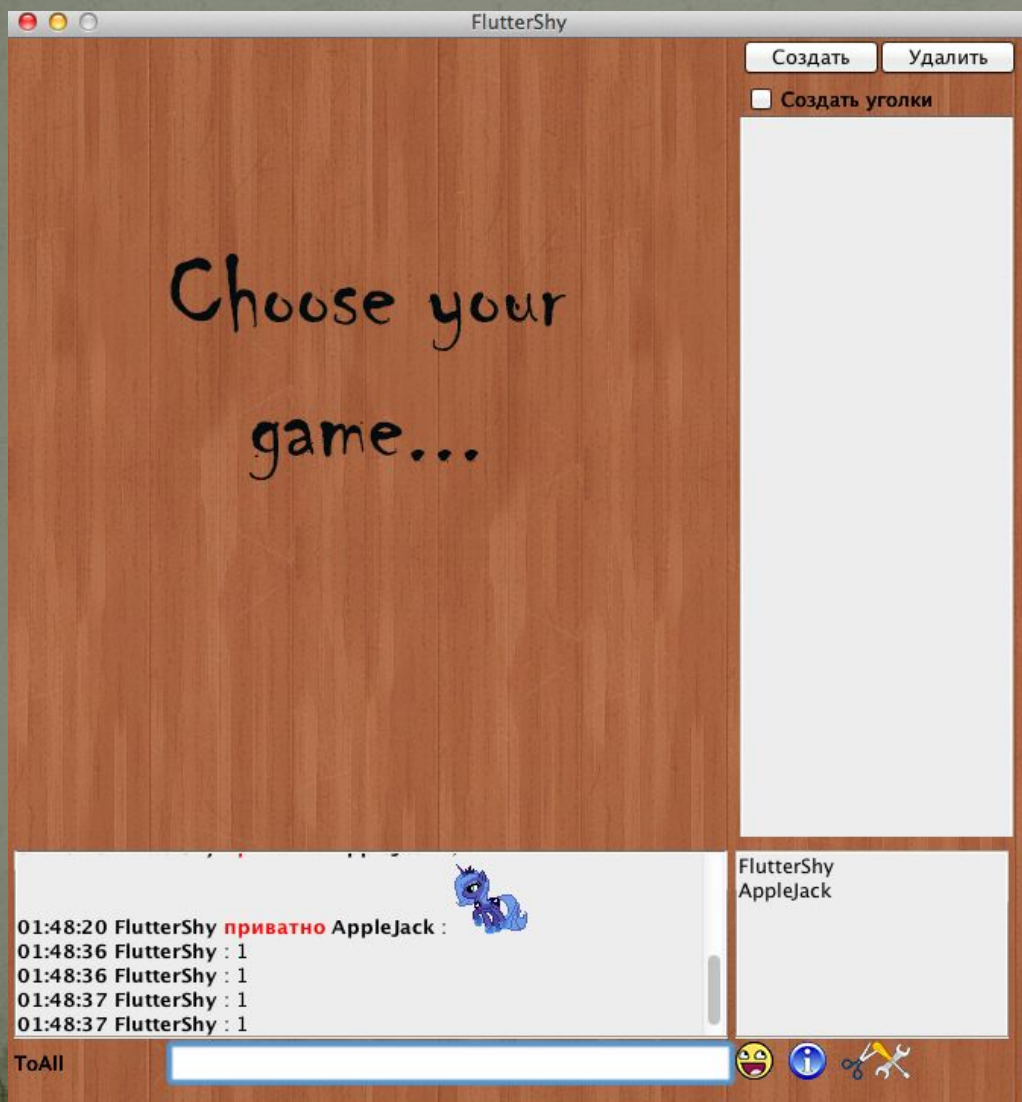 FlutterShy
Создать Удалить
Создать уголки
Choose your
game...
01:48:20 FlutterShy приватно AppleJack :
01:48:36 FlutterShy : 1
01:48:36 FlutterShy : 1
01:48:37 FlutterShy : 1
01:48:37 FlutterShy : 1
FlutterShy
AppleJack
ToAll